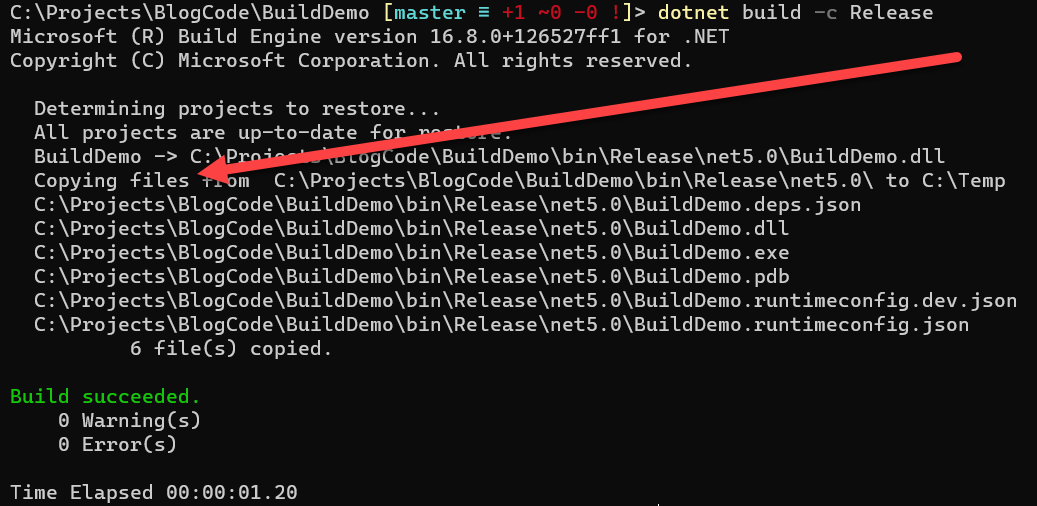 C:\Projects\BlogCode\BuildDemo [master ≡ +1 ~0 -0 !]> dotnet build -c Release
Microsoft (R) Build Engine version 16.8.0+126527ff1 for .NET
Copyright (C) Microsoft Corporation. All rights reserved.
Determining projects to restore...
All projects are up-to-date for restore.
BuildDemo -> C:\Projects\BlogCode\BuildDemo\bin\Release\net5.0\BuildDemo.dll
Copying files from  C:\Projects\BlogCode\BuildDemo\bin\Release\net5.0\ to C:\Temp
C:\Projects\BlogCode\BuildDemo\bin\Release\net5.0\BuildDemo.deps.json
C:\Projects\BlogCode\BuildDemo\bin\Release\net5.0\BuildDemo.dll
C:\Projects\BlogCode\BuildDemo\bin\Release\net5.0\BuildDemo.exe
C:\Projects\BlogCode\BuildDemo\bin\Release\net5.0\BuildDemo.pdb
C:\Projects\BlogCode\BuildDemo\bin\Release\net5.0\BuildDemo.runtimeconfig.dev.json
C:\Projects\BlogCode\BuildDemo\bin\Release\net5.0\BuildDemo.runtimeconfig.json
6 file(s) copied.
Build succeeded.
0 Warning(s)
0 Error(s)
Time Elapsed 00:00:01.20